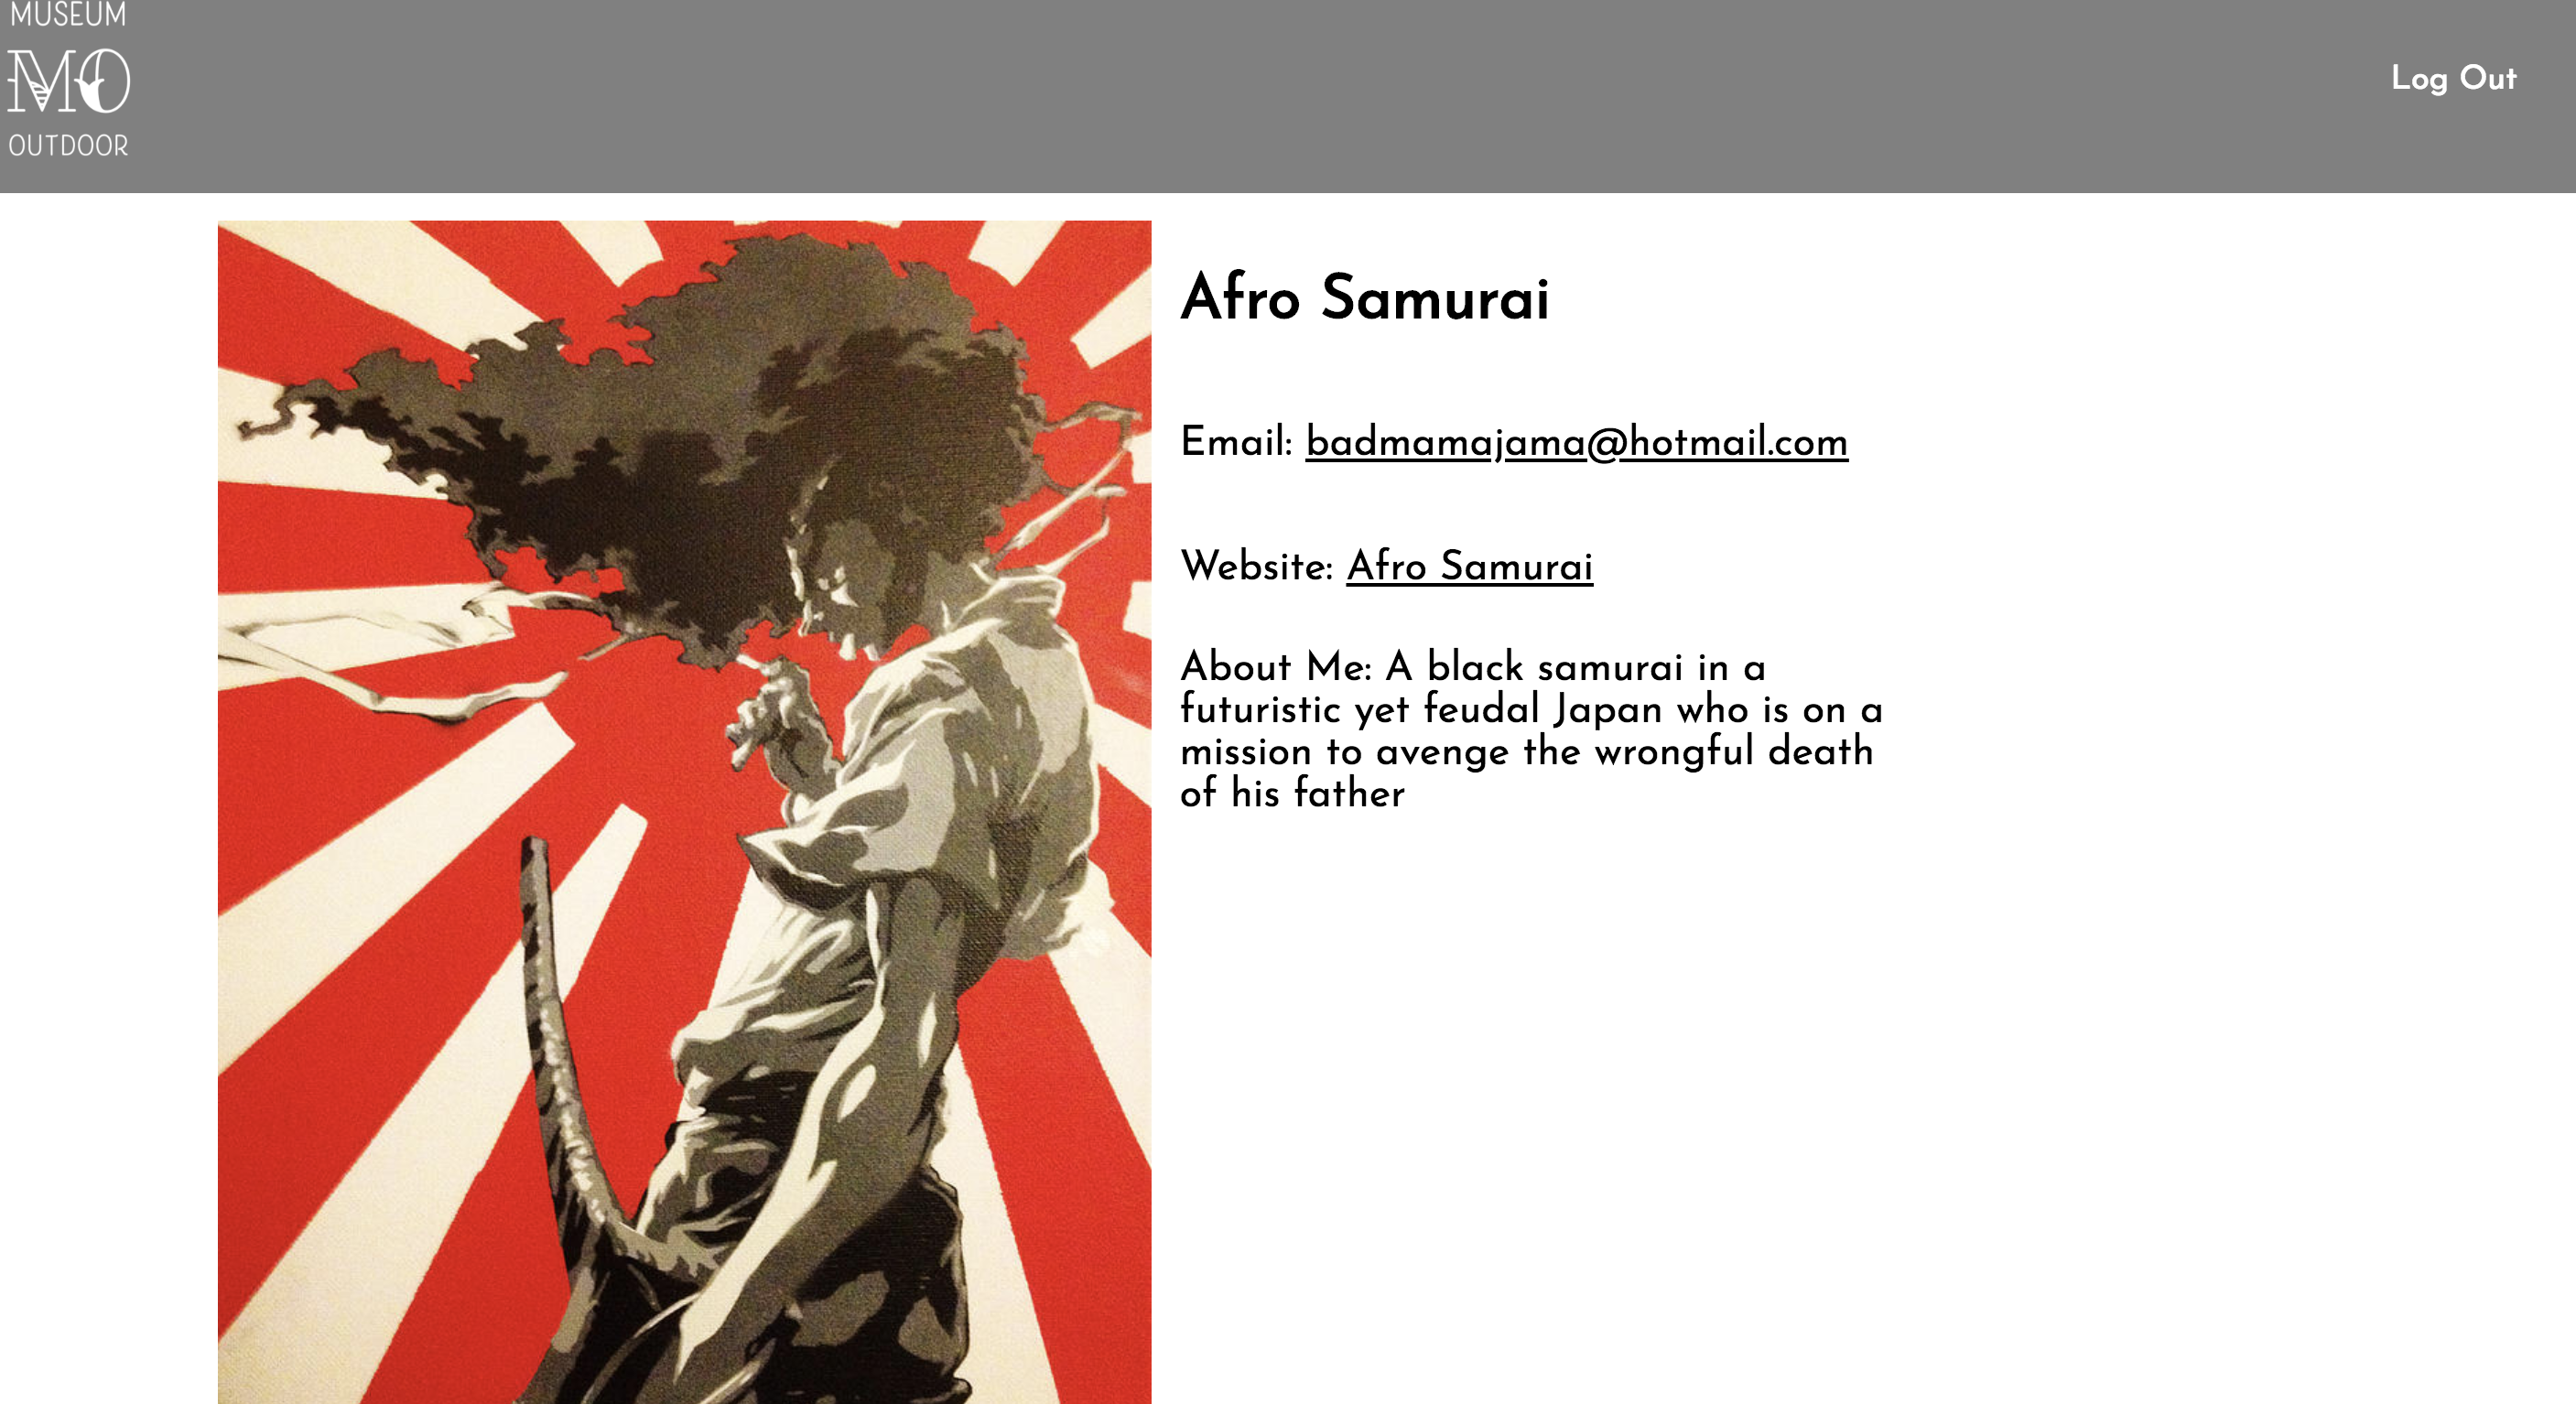 MUSEUM
MO
OUTDOOR
Log Out
Afro Samurai
Email: badmamajama@hotmail.com
Website: Afro Samurai
About Me: A black samurai in a
futuristic yet feudal Japan who is on a
mission to avenge the wrongful death
of his father